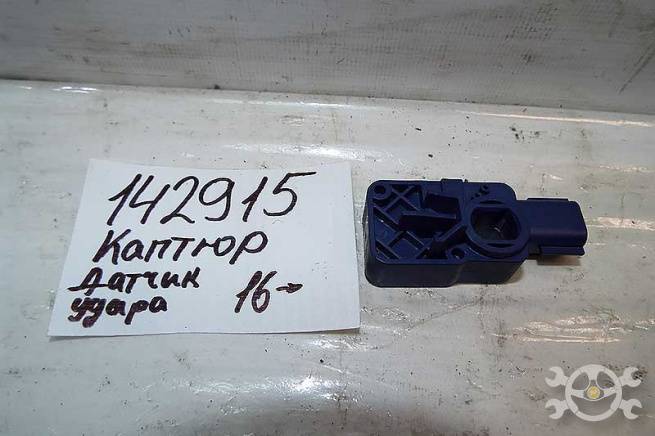 142915
Каптюр
Датчик
удара 16→